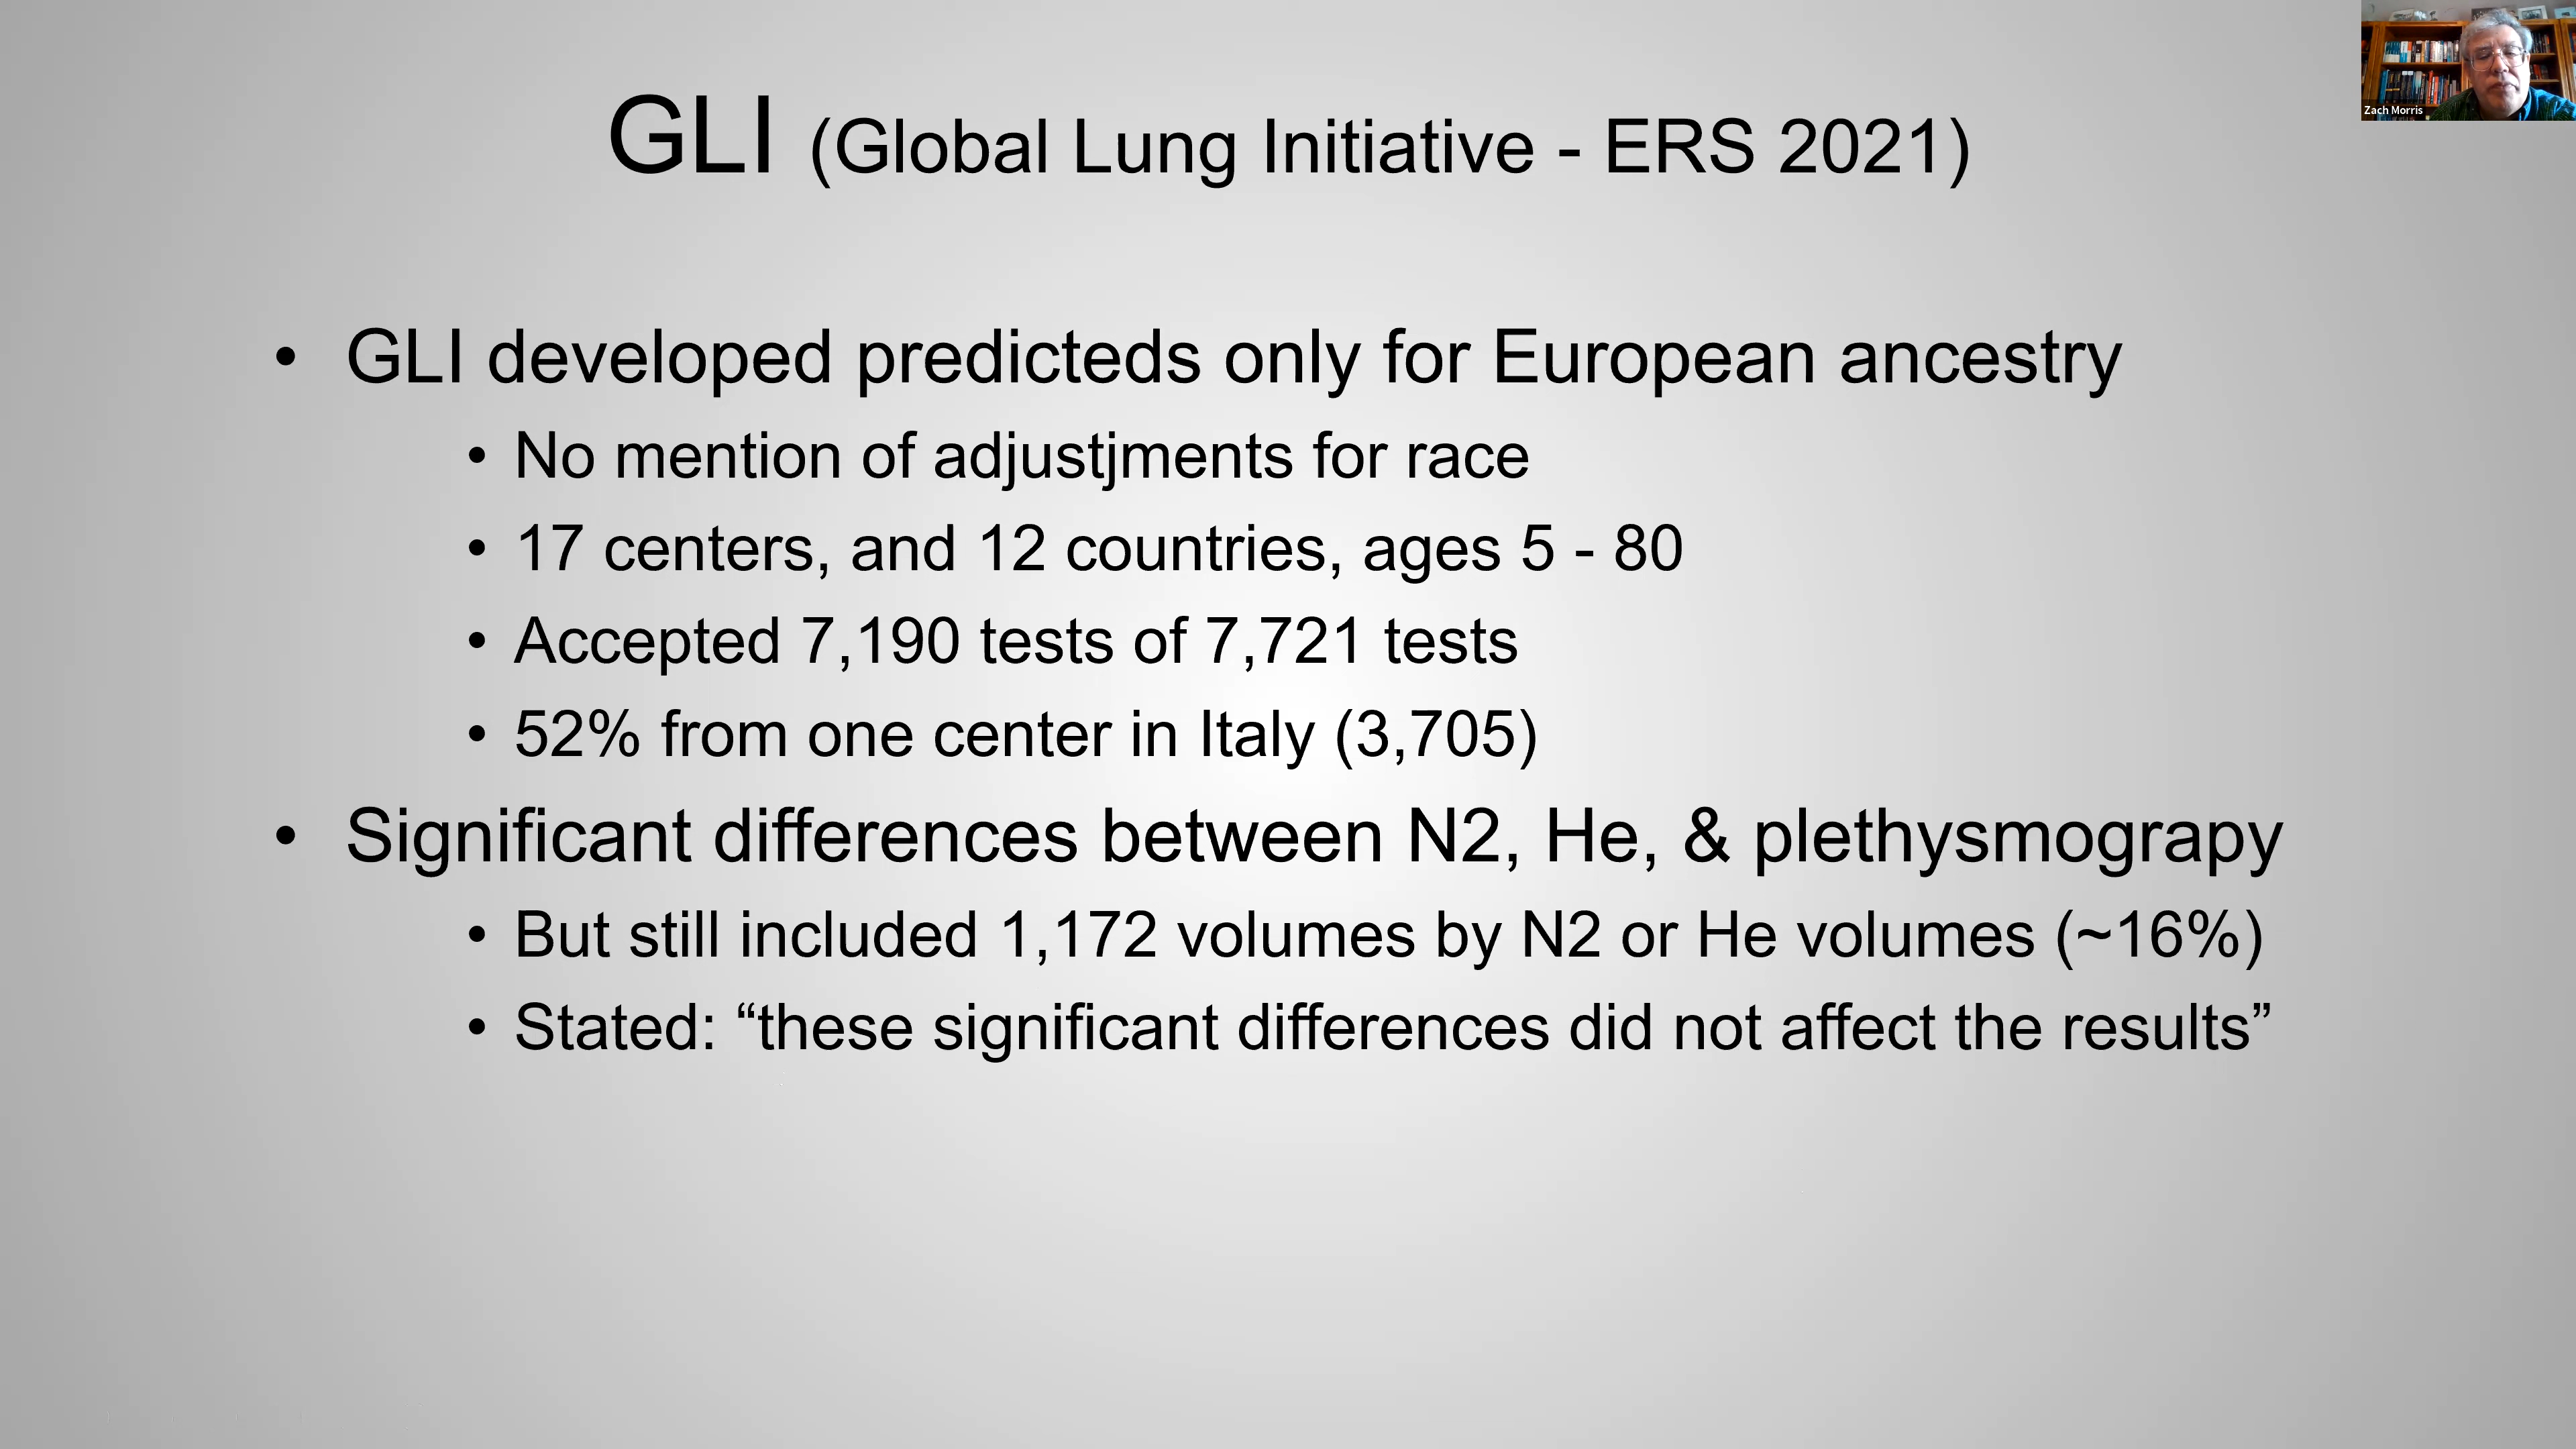 GLI (Global Lung Initiative - ERS 2021)
Zach Morris
• GLI developed predicteds only for European ancestry
• No mention of adjustjments for race
• 17 centers, and 12 countries, ages 5 - 80
• Accepted 7,190 tests of 7,721 tests
• 52% from one center in Italy (3,705)
• Significant differences between N2, He, & plethysmograpy
• But still included 1,172 volumes by N2 or He volumes (~16%)
• Stated: “these significant differences did not affect the results”